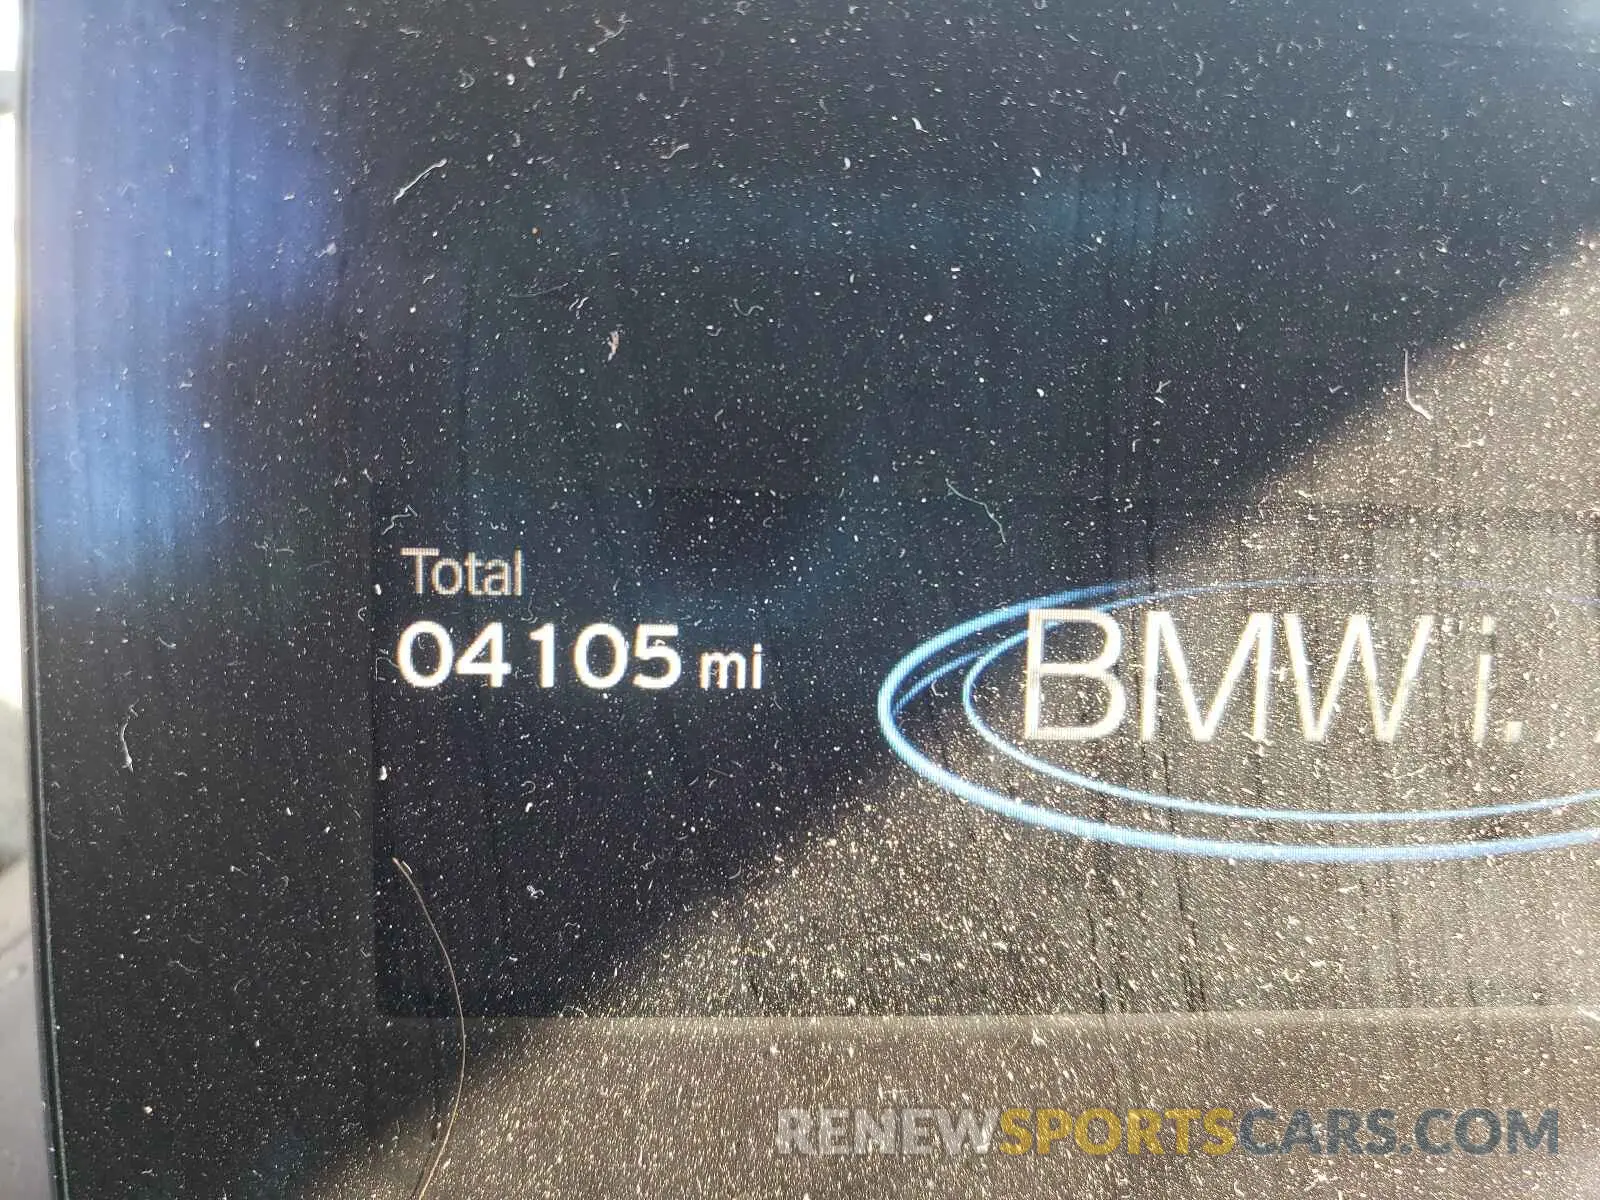 Total
04105 mi
BMW i.
RENEWSPORTSCARS.COM